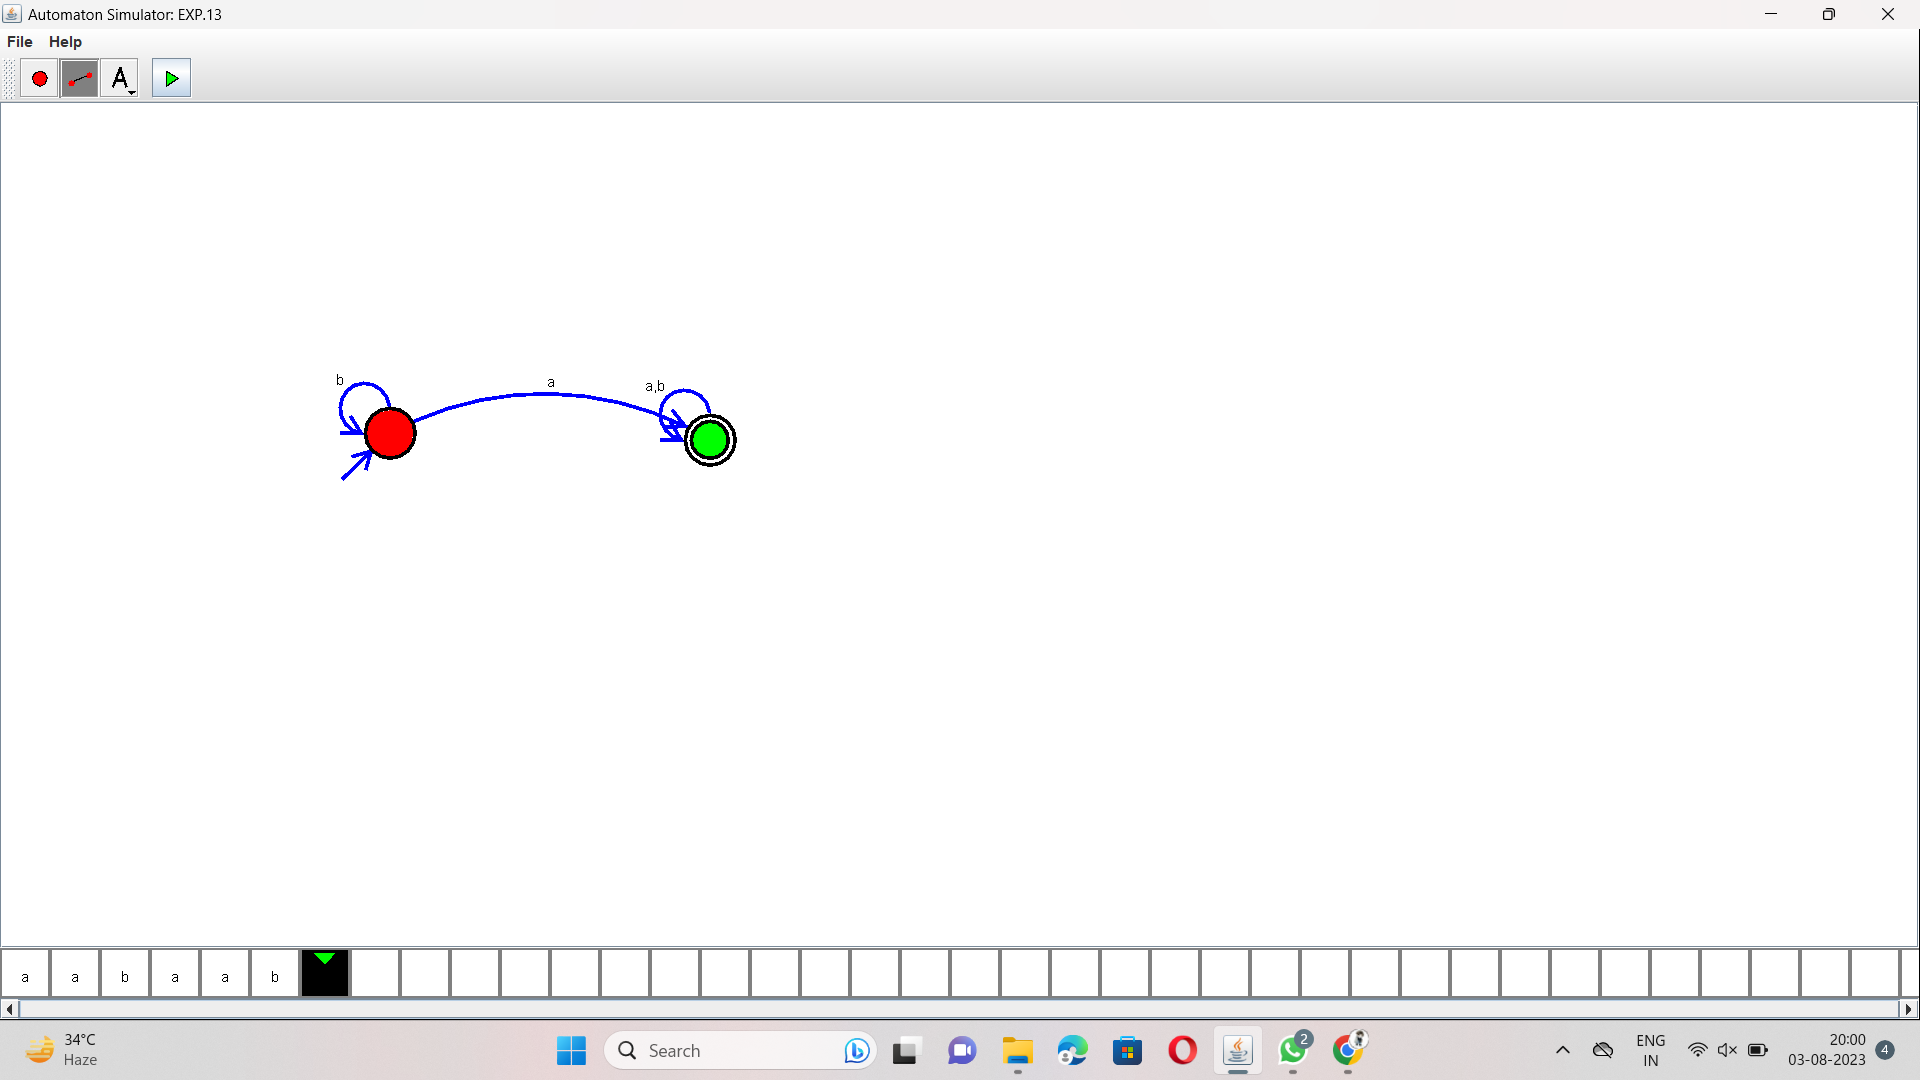 Automaton Simulator: EXP.13
File Help
A
b
a
a,b
a a b a a b
34°C
Haze
Search
2
ENG
IN
20:00
03-08-2023
4